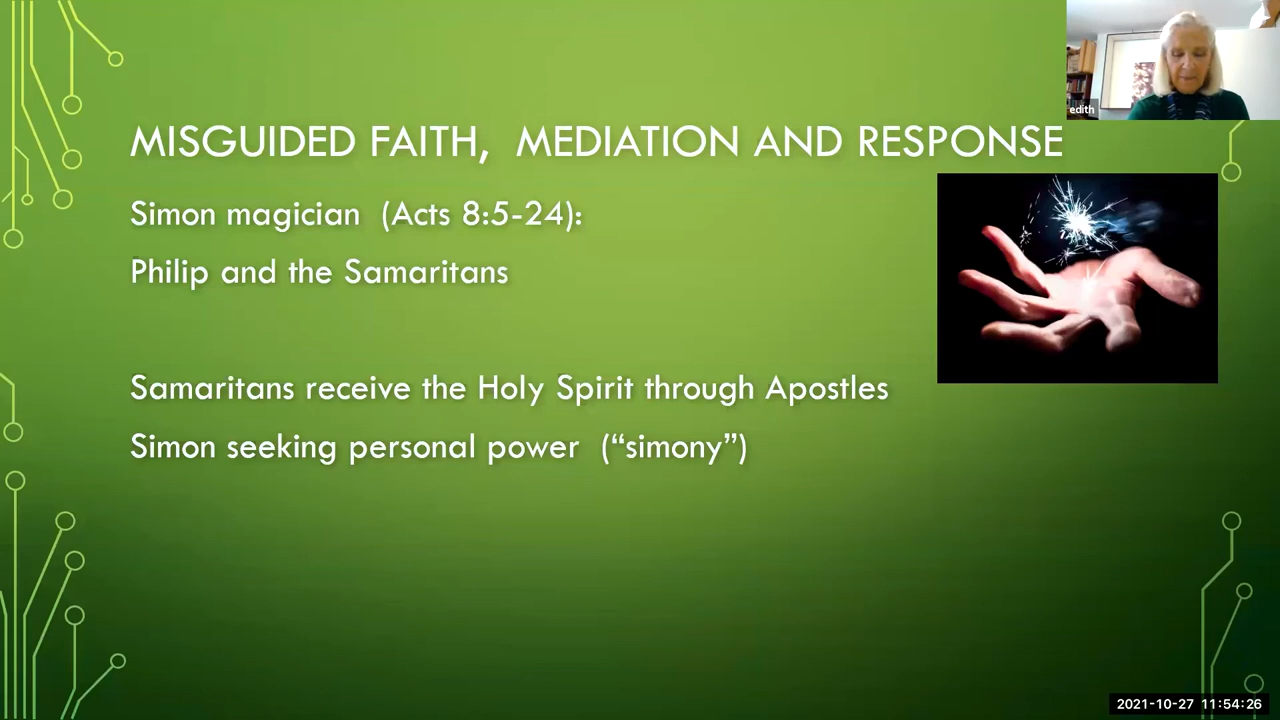 edith
MISGUIDED FAITH, MEDIATION AND RESPONSE
Simon magician (Acts 8:5-24):
Philip and the Samaritans
Samaritans receive the Holy Spirit through Apostles
Simon seeking personal power (“simony”)
2021-10-27 11:54:26